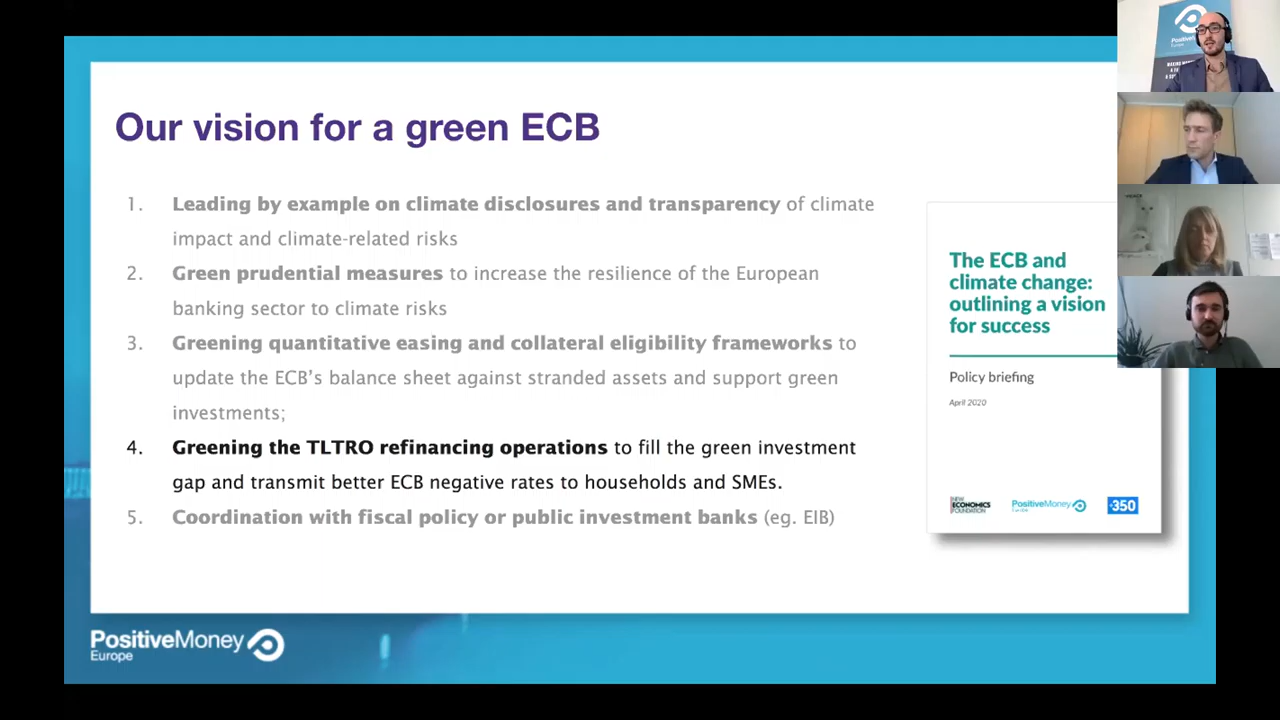 Our vision for a green ECB
1. Leading by example on climate disclosures and transparency of climate
impact and climate-related risks
2. Green prudential measures to increase the resilience of the European
banking sector to climate risks
3. Greening quantitative easing and collateral eligibility frameworks to
update the ECB's balance sheet against stranded assets and support green
investments;
4. Greening the TLTRO refinancing operations to fill the green investment
gap and transmit better ECB negative rates to households and SMEs.
5. Coordination with fiscal policy or public investment banks (eg. EIB)
The ECB and
climate change:
outlining a vision
for success
Policy briefing
April 2020
NEW
ECONOMICS
FOUNDATION
PositiveMoney
Europe
350
PositiveMoney
Europe